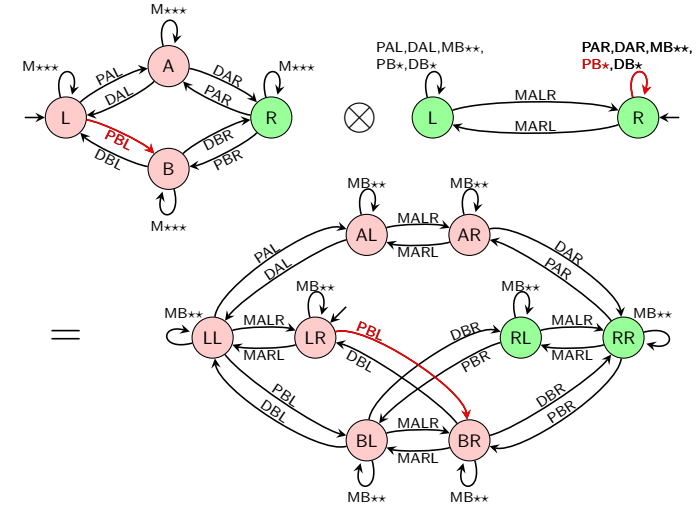 M⋆⋆⋆
A
M⋆⋆⋆
PAL
DAL
DAR
PAR
M⋆⋆⋆
L
R
PBL
DBL
DBR
PBR
B
M⋆⋆⋆
PAL,DAL,MB⋆⋆,
PB⋆,DB⋆
PAR,DAR,MB⋆⋆,
PB⋆,DB⋆
L
MALR
MARL
R
MB⋆⋆
MB⋆⋆
AL
MALR
MARL
AR
PAL
DAL
DAR
PAR
MB⋆⋆
MB⋆⋆
MB⋆⋆
MB⋆⋆
LL
MALR
MARL
LR
PBL
DBL
DBR
PBR
RL
MALR
MARL
RR
=
PBL
DBL
DBR
PBR
BL
MALR
MARL
BR
MB⋆⋆
MB⋆⋆